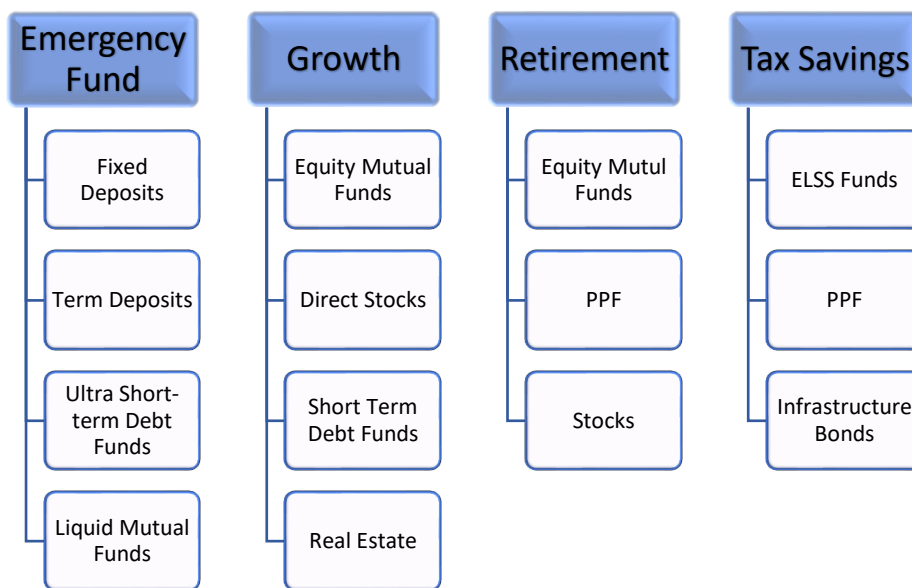 Emergency
Fund
Fixed
Deposits
Term Deposits
Ultra Short-
term Debt
Funds
Liquid Mutual
Funds
Growth
Equity Mutual
Funds
Direct Stocks
Short Term
Debt Funds
Real Estate
Retirement
Equity Mutul
Funds
PPF
Stocks
Tax Savings
ELSS Funds
PPF
Infrastructure
Bonds